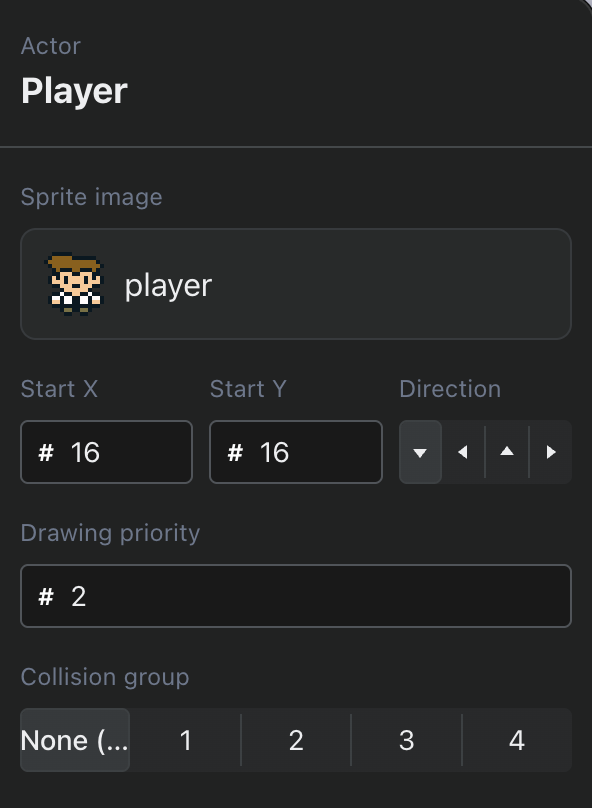 Actor
Player
Sprite image
player
Start X Start Y Direction
# 16 # 16
Drawing priority
# 2
Collision group
None (... 1 2 3 4